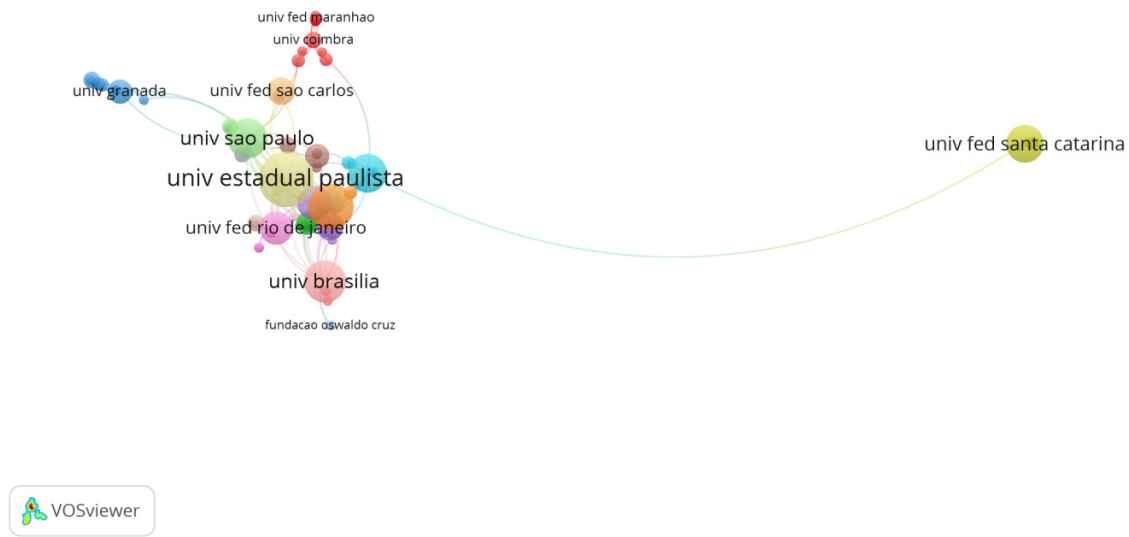 univ fed maranhao
univ coimbra
univ granada
univ fed sao carlos
univ sao paulo
univ fed santa catarina
univ estadual paulista
univ fed rio de janeiro
univ brasilia
fundacao oswaldo cruz
VOSviewer